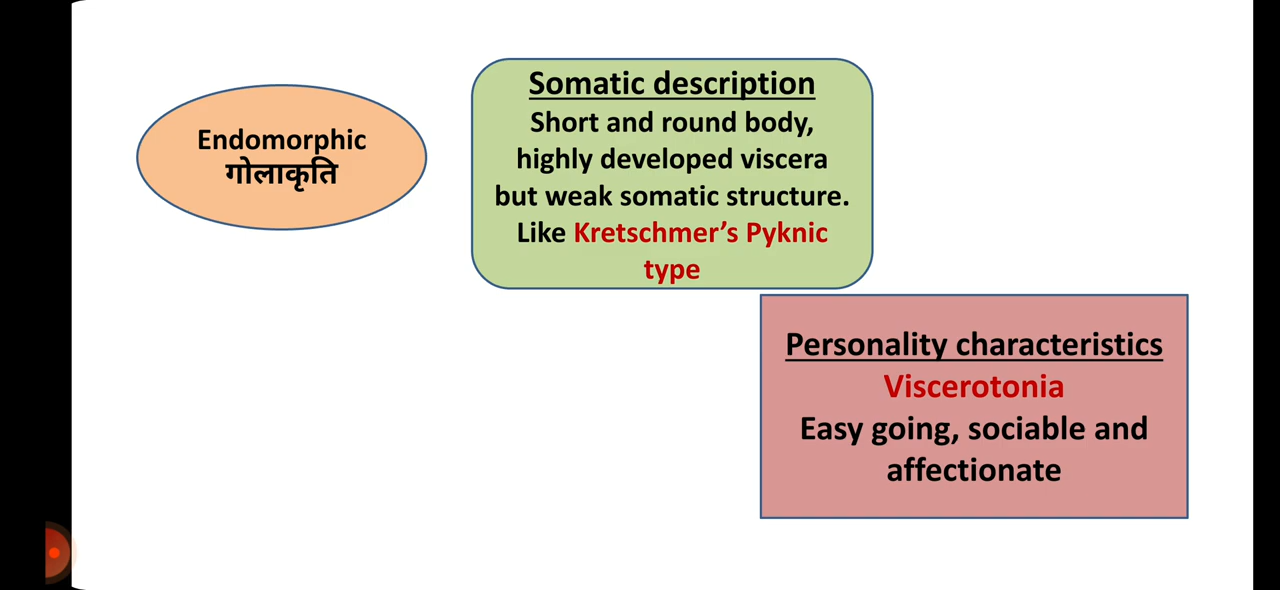 Endomorphic
गोलाकृति
Somatic description
Short and round body,
highly developed viscera
but weak somatic structure.
Like Kretschmer’s Pyknic
type
Personality characteristics
Viscerotonia
Easy going, sociable and
affectionate